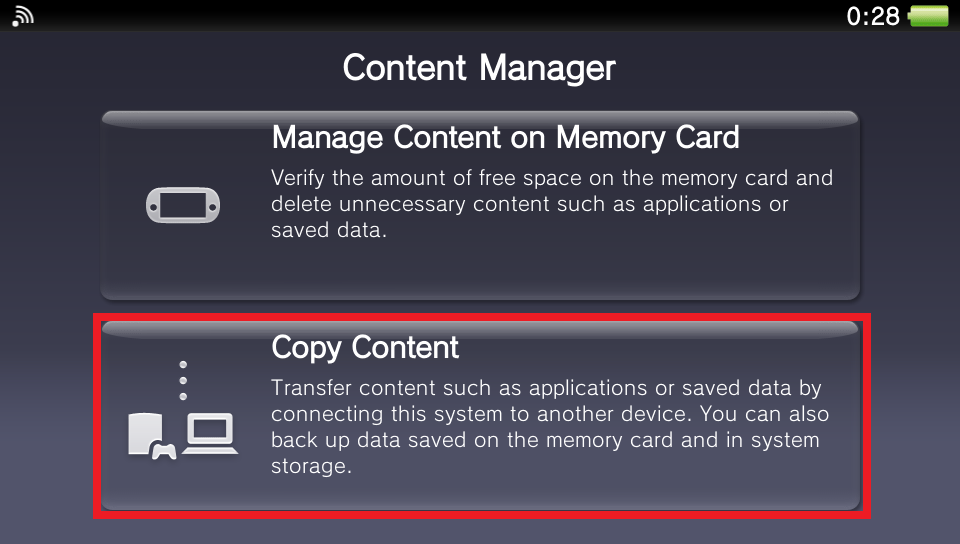 0:28
Content Manager
Manage Content on Memory Card
Verify the amount of free space on the memory card and
delete unnecessary content such as applications or
saved data.
Copy Content
Transfer content such as applications or saved data by
connecting this system to another device. You can also
back up data saved on the memory card and in system
storage.